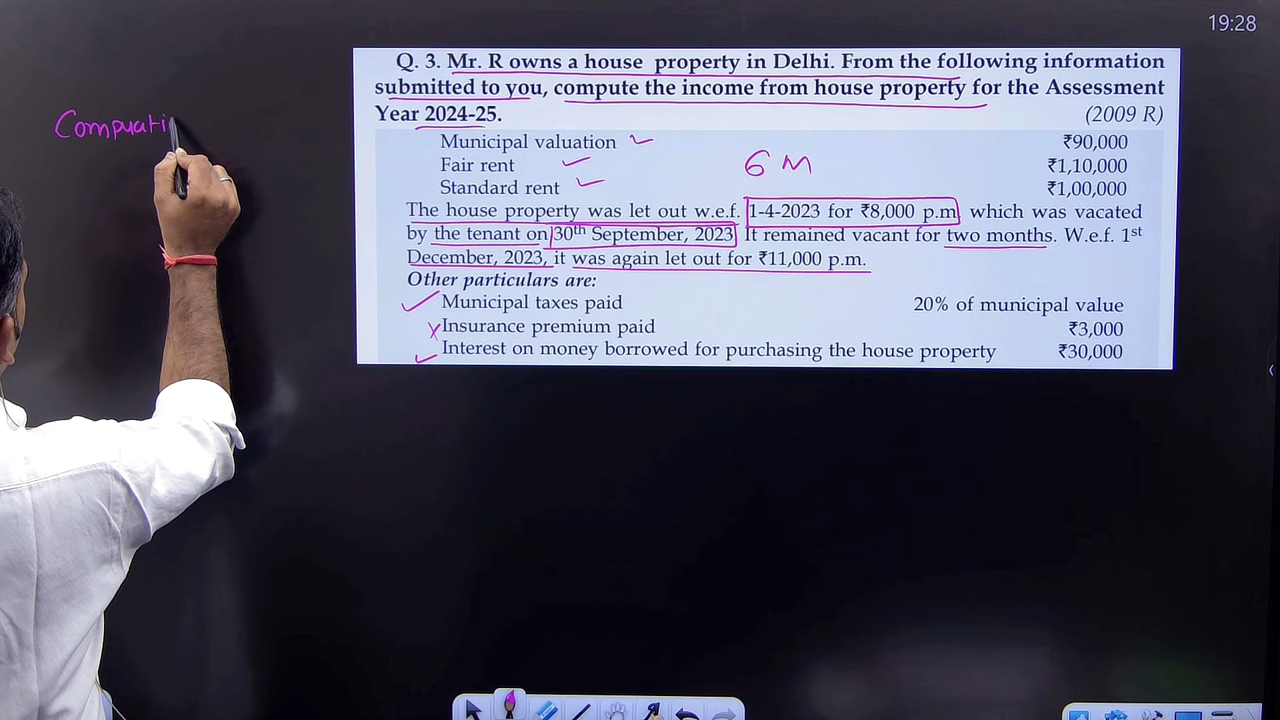 19:28
Q. 3. Mr. R owns a house property in Delhi. From the following information
submitted to you, compute the income from house property for the Assessment
Year 2024-25. (2009 R)
Compuati
Municipal valuation ₹90,000
Fair rent ₹1,10,000
6 M
Standard rent ₹1,00,000
The house property was let out w.e.f. 1-4-2023 for ₹8,000 p.m, which was vacated
by the tenant on 30th September, 2023 It remained vacant for two months. W.e.f. 1st
December, 2023, it was again let out for ₹11,000 p.m.
Other particulars are:
Municipal taxes paid 20% of municipal value
Insurance premium paid ₹3,000
Interest on money borrowed for purchasing the house property ₹30,000